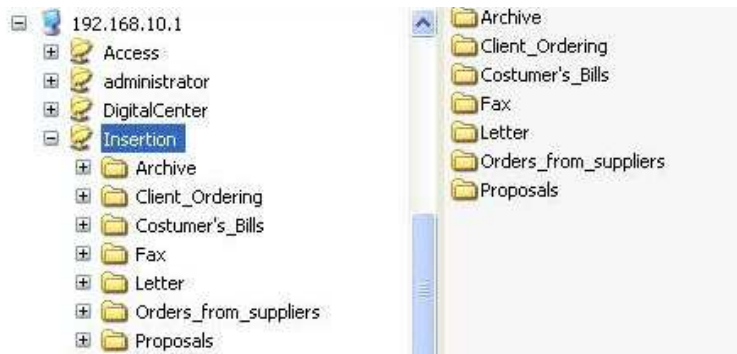 192.168.10.1
Access
administrator
DigitalCenter
Insertion
Archive
Client_Ordering
Costumer's_Bills
Fax
Letter
Orders_from_suppliers
Proposals
Archive
Client_Ordering
Costumer's_Bills
Fax
Letter
Orders_from_suppliers
Proposals